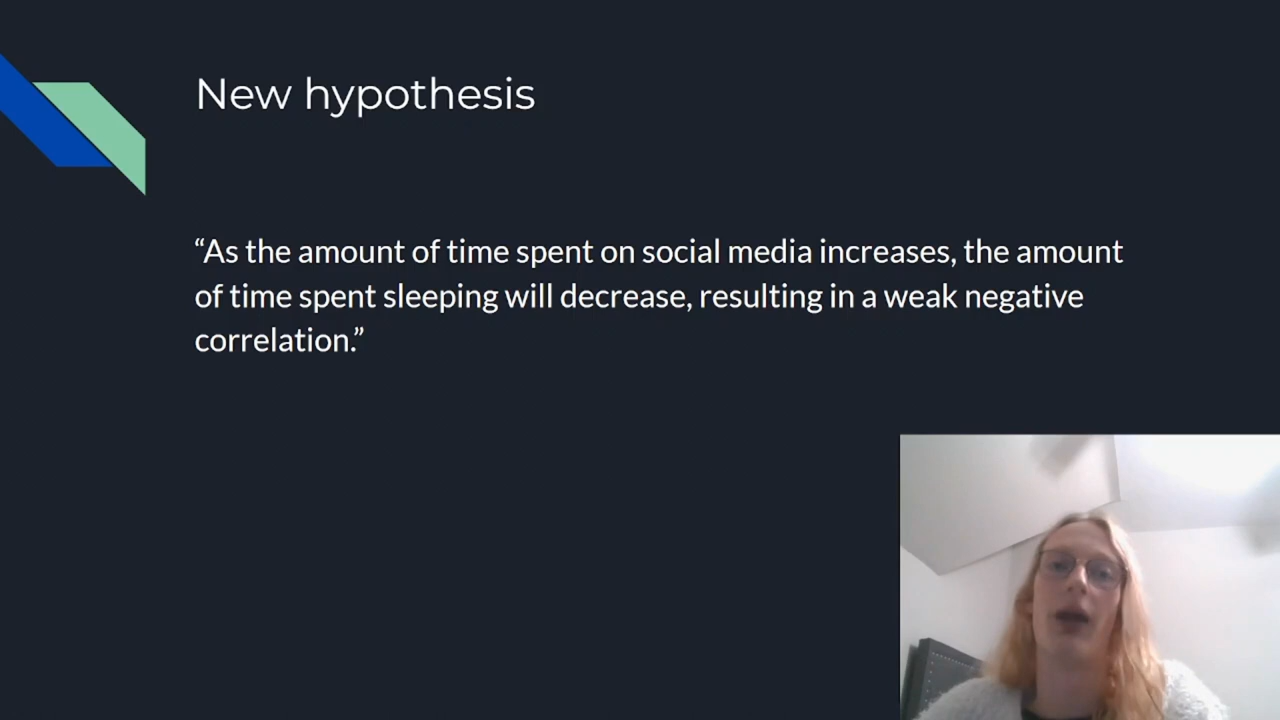 New hypothesis
“As the amount of time spent on social media increases, the amount
of time spent sleeping will decrease, resulting in a weak negative
correlation.”